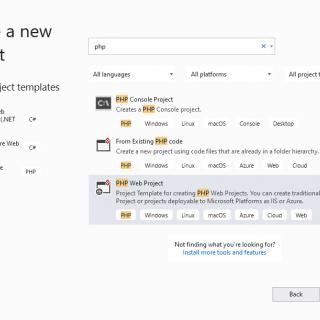 e a new
t
ject templates
eb
(.NET C#
re Web
C#
e
PHP
php
All languages
All platforms
All project t
PHP Console Project
Creates a PHP Console project.
PHP Windows Linux macOS Console Desktop
From Existing PHP code
Create a new project using code files that are already in a folder hierarchy.
PHP Windows Linux macOS Azure Web Cloud
PHP Web Project
Project Template for creating PHP Web Projects. You can create traditional
Project or projects deployable to Microsoft Platforms as IIS or Azure.
PHP Windows Linux macOS Azure Cloud Web
Not finding what you're looking for?
Install more tools and features
Back